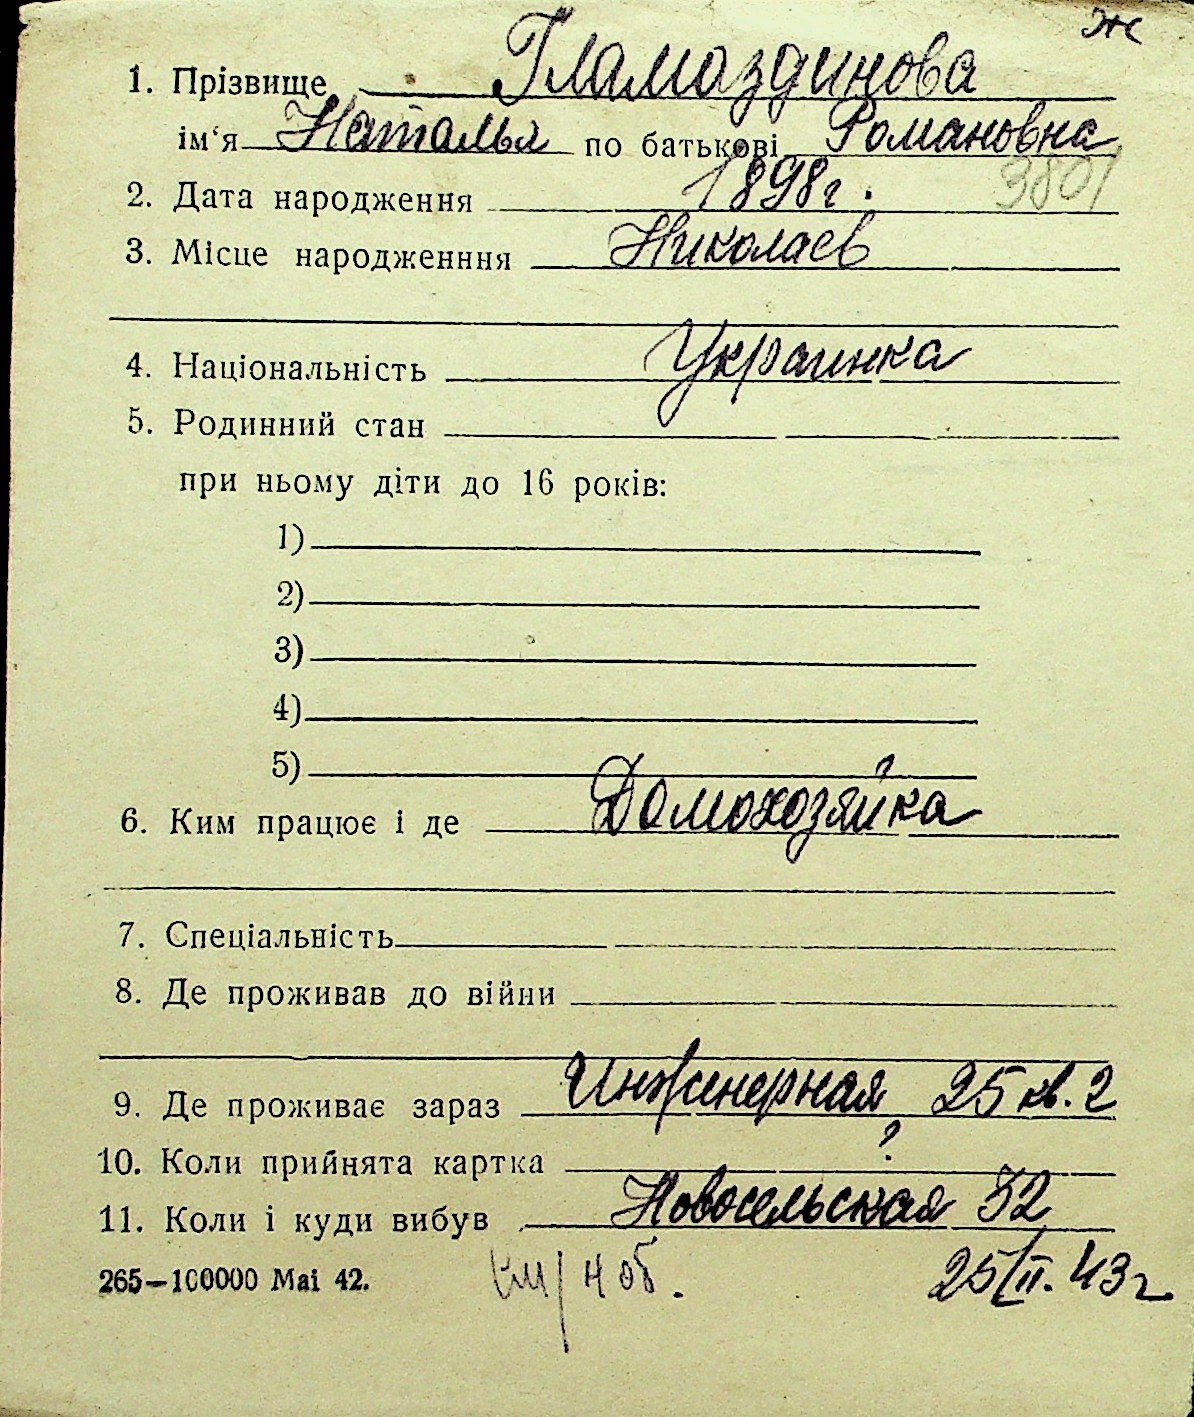 Ж
1. Прізвище Гламаздинова
ім‘я Наталья по батькові Романовна
3801
2. Дата народження 1898г.
3. Місце народженння Николаев
4. Національність Украинка
5. Родинний стан
при ньому діти до 16 років:
1)
2)
3)
4)
5)
6. Ким працює і де Домохозяйка
7. Спеціальність
8. Де проживав до війни
9. Де проживає зараз Инжинерная 25 кв. 2
10. Коли прийнята картка ?
11. Коли і куди вибув Новосельская 32
265—100000 Mai 42. 25/II. 43г